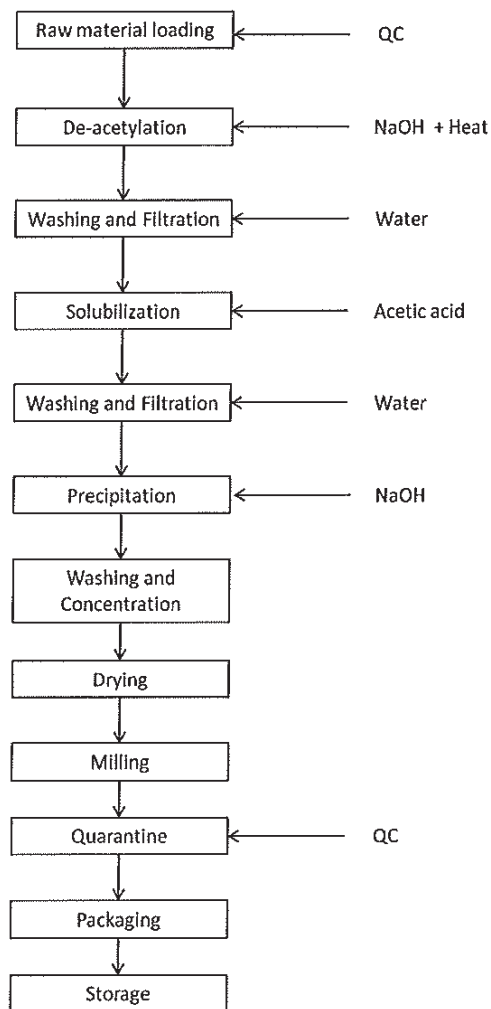 Raw material loading
QC
De-acetylation
NaOH + Heat
Washing and Filtration
Water
Solubilization
Acetic acid
Washing and Filtration
Water
Precipitation
NaOH
Washing and
Concentration
Drying
Milling
Quarantine
QC
Packaging
Storage